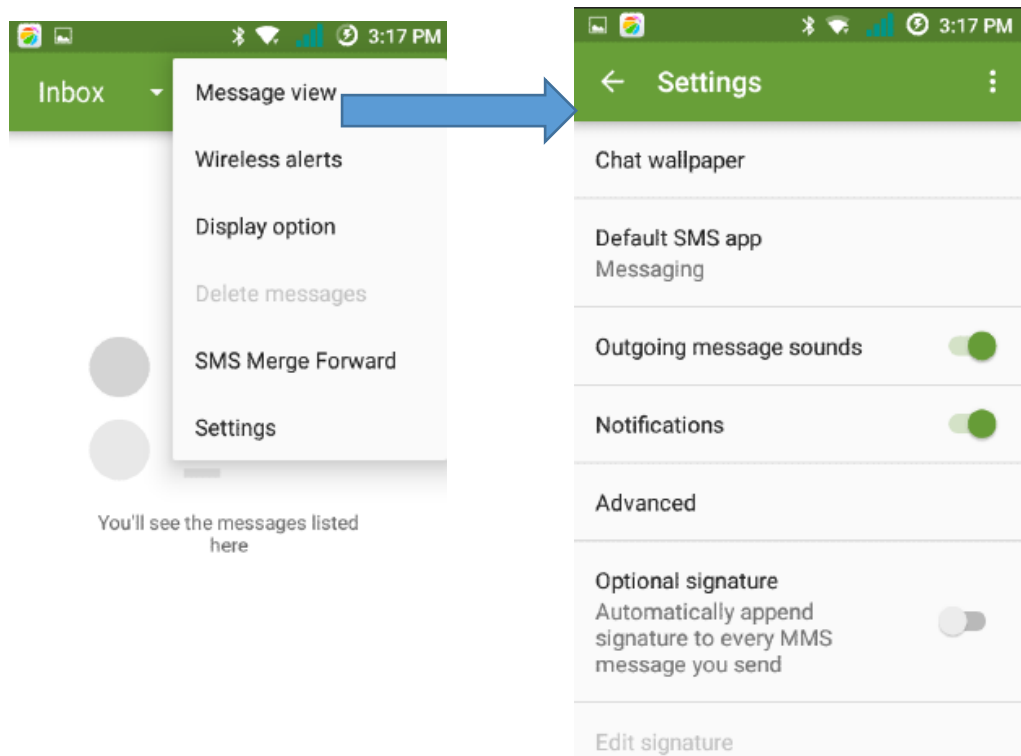 3:17 PM
Inbox
Message view
Wireless alerts
Display option
Delete messages
SMS Merge Forward
Settings
You'll see the messages listed
here
3:17 PM
Settings
Chat wallpaper
Default SMS app
Messaging
Outgoing message sounds
Notifications
Advanced
Optional signature
Automatically append
signature to every MMS
message you send
Edit signature